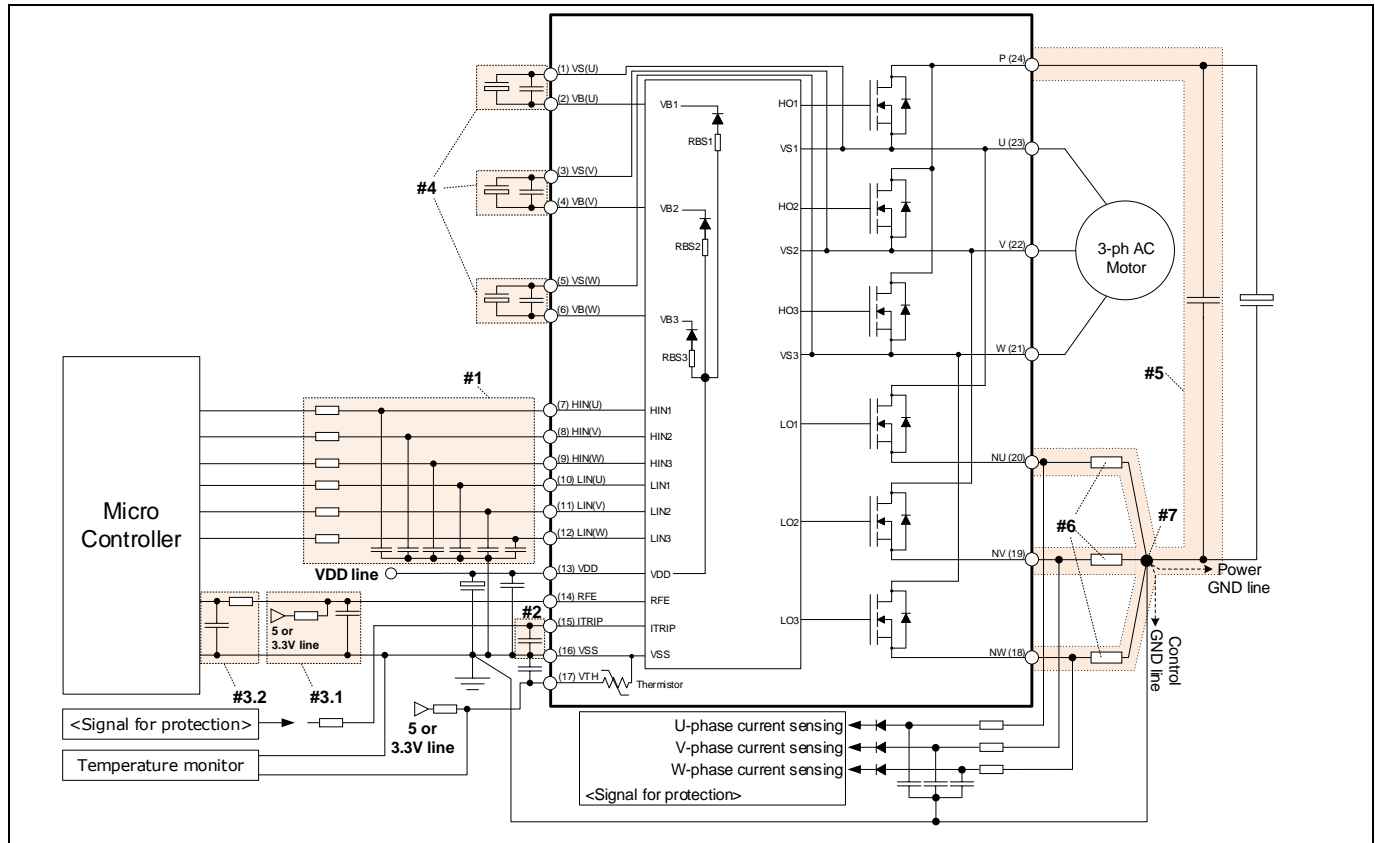 (1) VS(U)
(2) VB(U)
(3) VS(V)
(4) VB(V)
(5) VS(W)
(6) VB(W)
#4
VB1
RBS1
VB2
RBS2
VB3
RBS3
HO1
VS1
HO2
VS2
HO3
VS3
LO1
LO2
LO3
P (24)
U (23)
V (22)
W (21)
NU (20)
NV (19)
NW (18)
3-ph AC
Motor
#5
#6
#7
Power
GND line
Control
GND line
Micro
Controller
#1
(7) HIN(U)
(8) HIN(V)
(9) HIN(W)
(10) LIN(U)
(11) LIN(V)
(12) LIN(W)
(13) VDD
(14) RFE
(15) ITRIP
(16) VSS
(17) VTH
HIN1
HIN2
HIN3
LIN1
LIN2
LIN3
VDD
RFE
ITRIP
VSS
Thermistor
VDD line
#2
5 or
3.3V line
#3.2
#3.1
<Signal for protection>
Temperature monitor
5 or
3.3V line
U-phase current sensing
V-phase current sensing
W-phase current sensing
<Signal for protection>